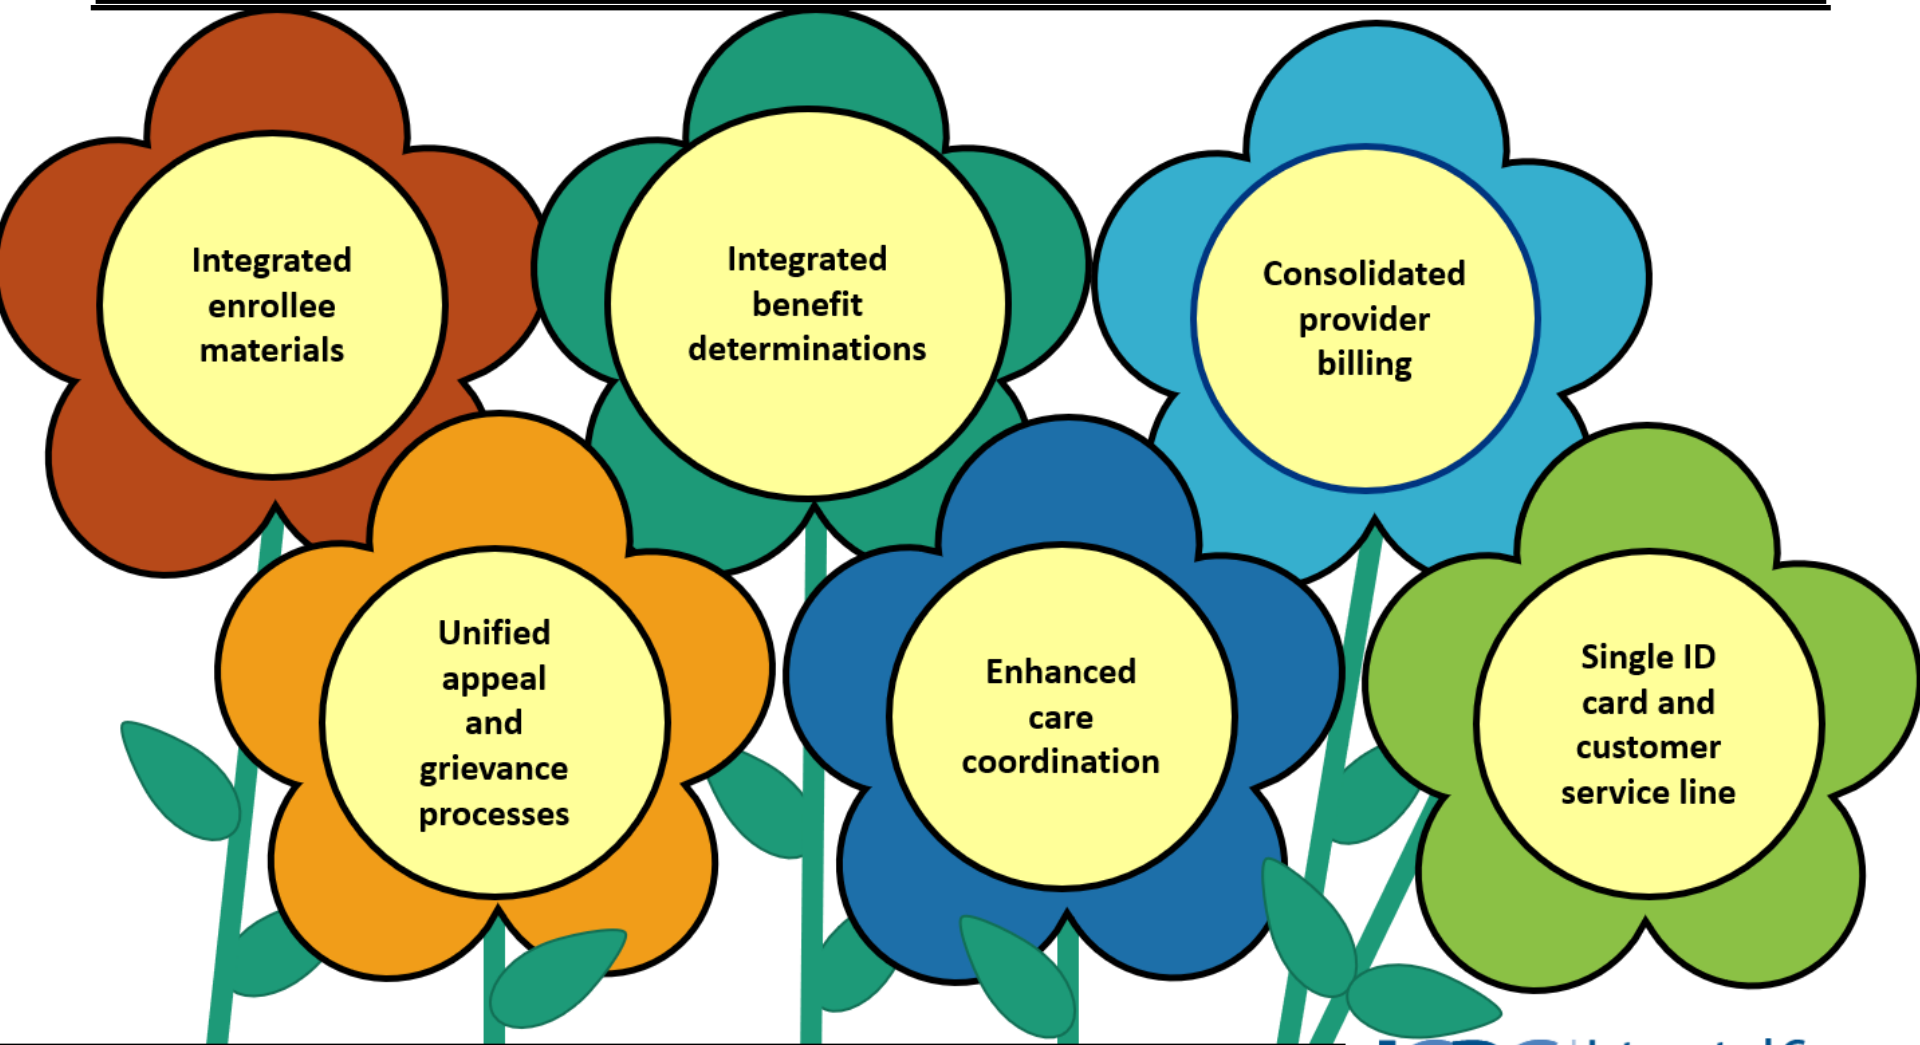 Integrated
enrollee
materials
Integrated
benefit
determinations
Consolidated
provider
billing
Unified
appeal
and
grievance
processes
Enhanced
care
coordination
Single ID
card and
customer
service line